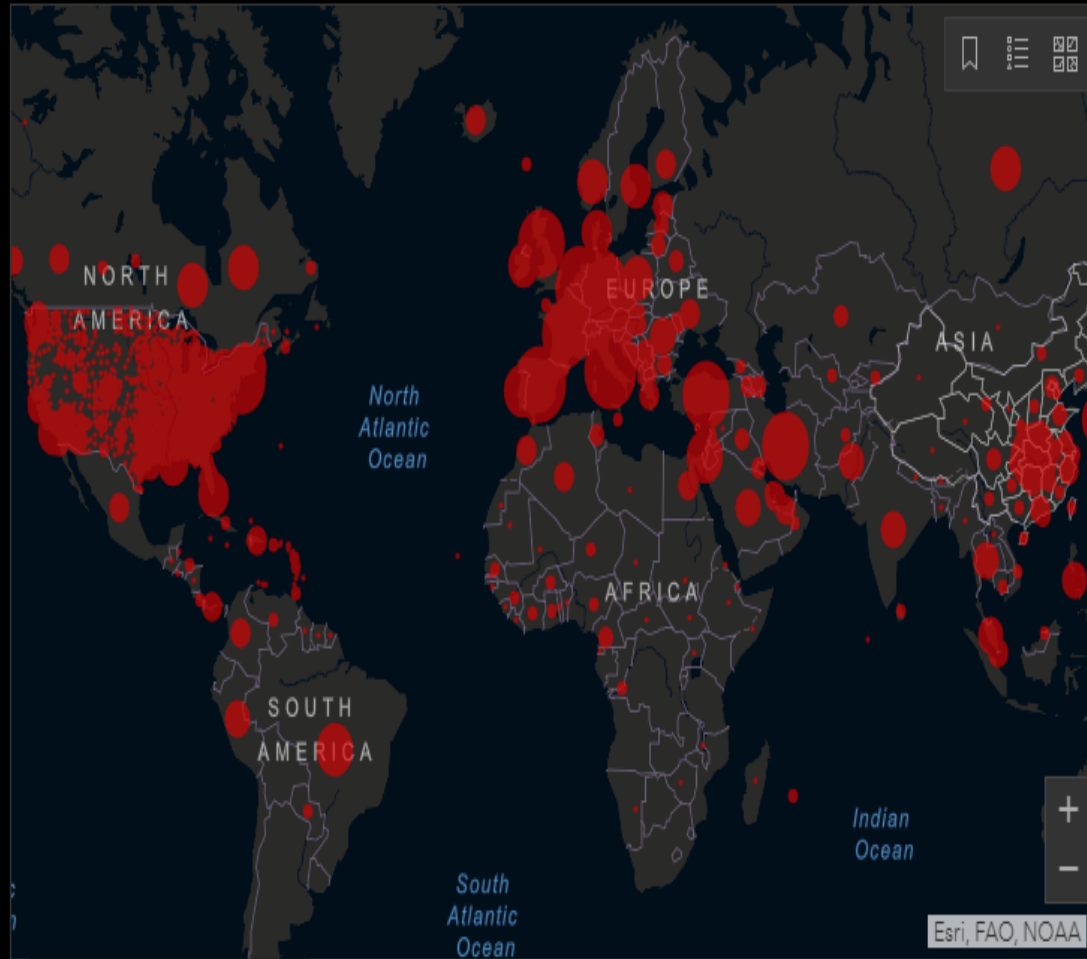 NORTH
AMERICA
EUROPE
ASIA
North
Atlantic
Ocean
AFRICA
SOUTH
AMERICA
Indian
Ocean
South
Atlantic
Ocean
+
−
Esri, FAO, NOAA